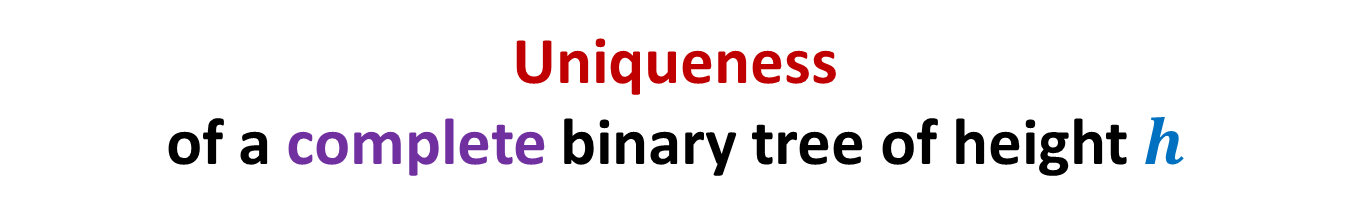 Uniqueness
of a complete binary tree of height h